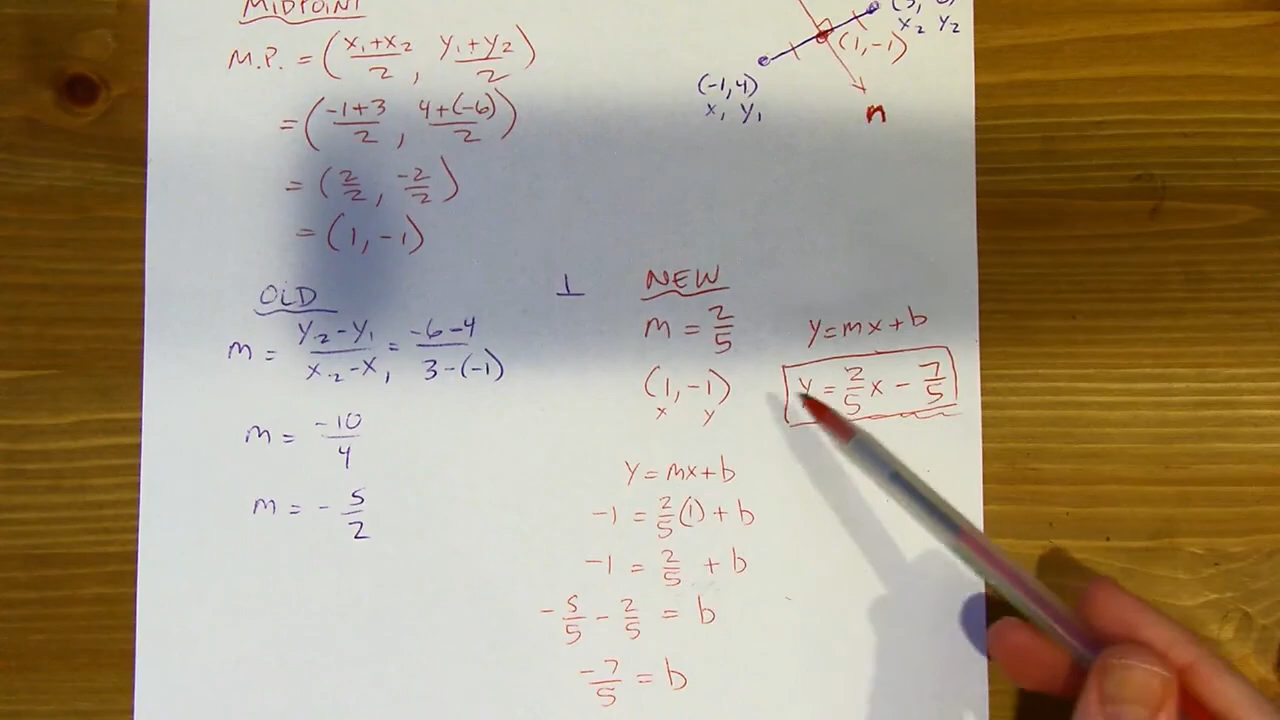 MIDPOINT
M.P. = (x₁+x₂/2, y₁+y₂/2)
= (-1+3/2, 4+(-6)/2)
= (2/2, -2/2)
= (1, -1)
x₂ y₂
(1, -1)
(-1, 4)
x₁ y₁
n
OLD
m = y₂-y₁/x₂-x₁ = -6-4/3-(-1)
m = -10/4
m = -5/2
⊥
NEW
m = 2/5
(1, -1)
x y
y=mx+b
-1 = 2/5(1) + b
-1 = 2/5 + b
-5/5 - 2/5 = b
-7/5 = b
y=mx+b
y = 2/5x - 7/5